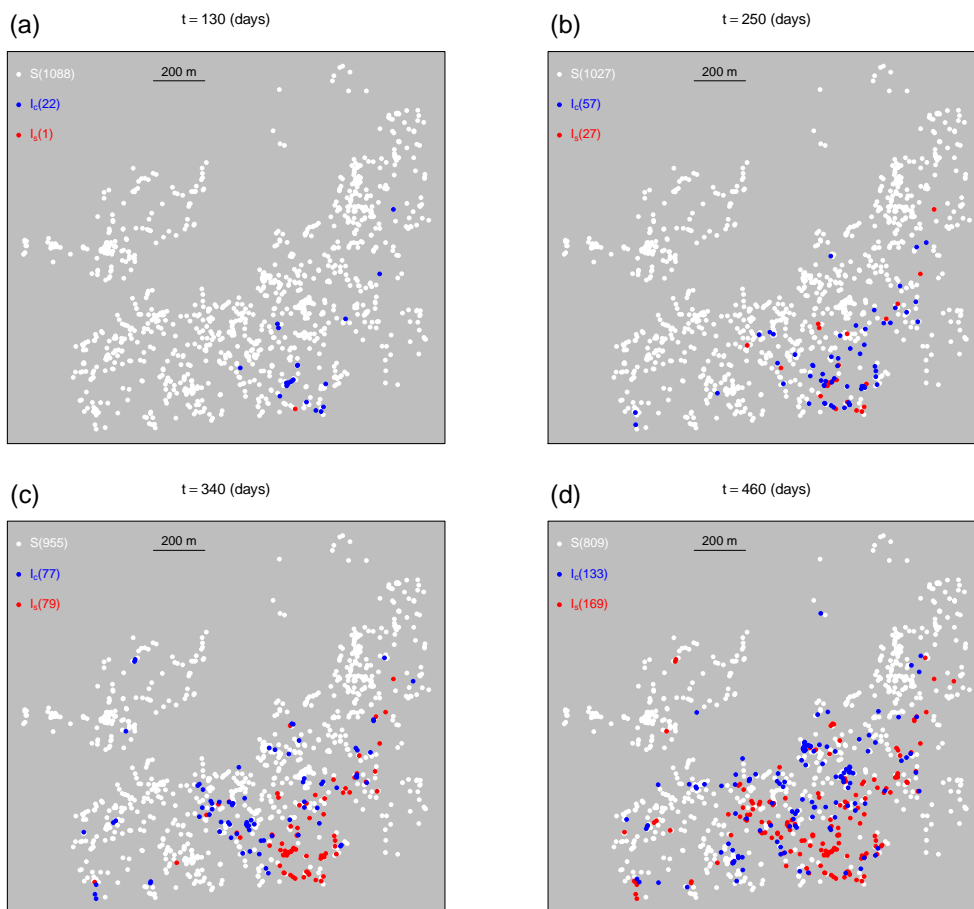 (a)
t = 130 (days)
S(1088)
200 m
Ic(22)
Is(1)
(b)
t = 250 (days)
S(1027)
200 m
Ic(57)
Is(27)
(c)
t = 340 (days)
S(955)
200 m
Ic(77)
Is(79)
(d)
t = 460 (days)
S(809)
200 m
Ic(133)
Is(169)